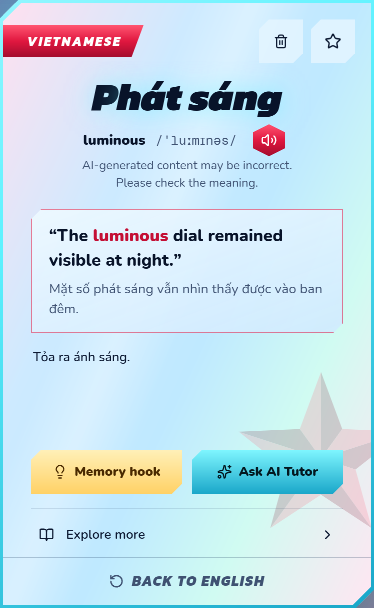 VIETNAMESE
Phát sáng
luminous /ˈluːmɪnəs/
AI-generated content may be incorrect.
Please check the meaning.
“The luminous dial remained
visible at night.”
Mặt số phát sáng vẫn nhìn thấy được vào ban
đêm.
Tỏa ra ánh sáng.
Memory hook
Ask AI Tutor
Explore more
BACK TO ENGLISH